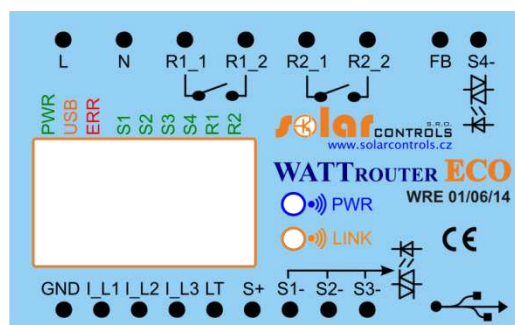 L N R1_1 R1_2 R2_1 R2_2 FB S4-
PWR
USB
ERR
S1
S2
S3
S4
R1
R2
solar CONTROLS S.R.O.
www.solarcontrols.cz
WATTROUTER ECO
WRE 01/06/14
PWR
LINK
CE
GND I_L1 I_L2 I_L3 LT S+ S1- S2- S3-